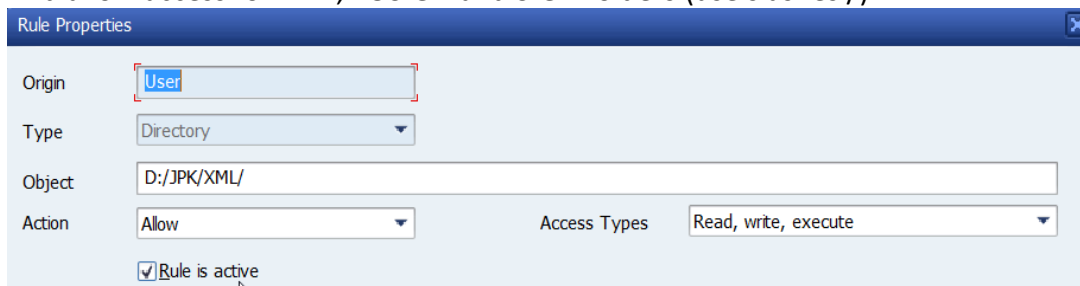 Rule Properties
Origin User
Type Directory
Object D:/JPK/XML/
Action Allow Access Types Read, write, execute
Rule is active